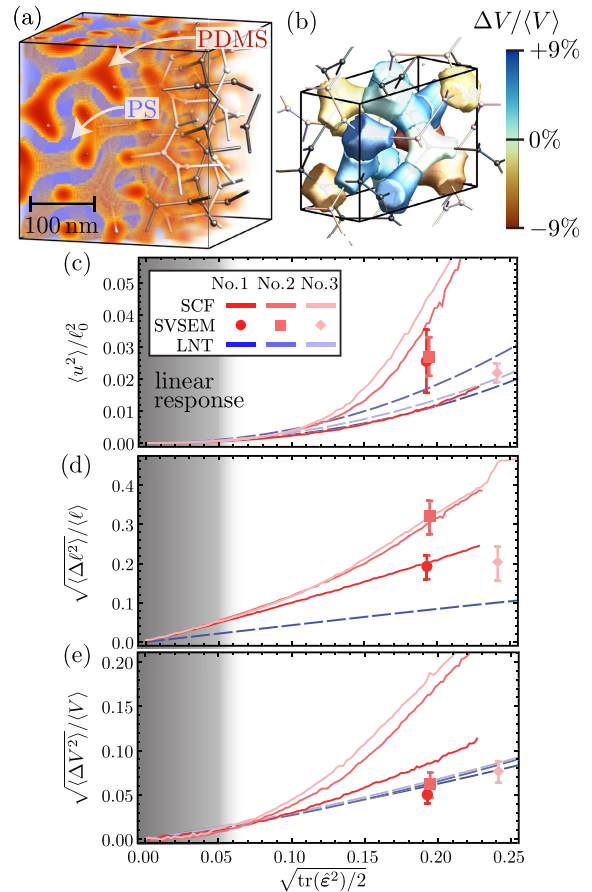 (a)
PDMS
PS
100 nm
(b)
ΔV/⟨V⟩
+9%
0%
−9%
(c)
No.1 No.2 No.3
SCF
SVSEM
LNT
linear
response
⟨u²⟩/ℓ₀²
0.05
0.04
0.03
0.02
0.01
0.00
(d)
√⟨Δℓ²⟩/⟨ℓ⟩
0.4
0.3
0.2
0.1
0.0
(e)
√⟨ΔV²⟩/⟨V⟩
0.20
0.15
0.10
0.05
0.00
0.00 0.05 0.10 0.15 0.20 0.25
√tr(ε̂²)/2